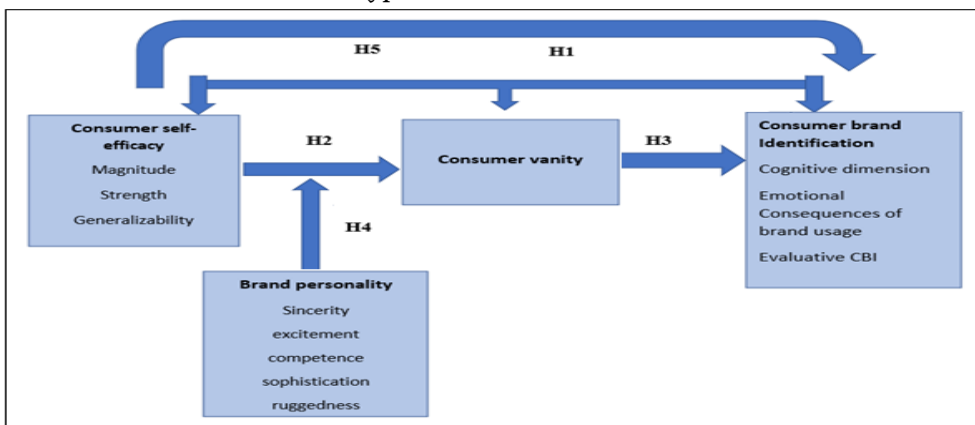 H5
H1
Consumer self-
efficacy
Magnitude
Strength
Generalizability
H2
Consumer vanity
H3
Consumer brand
Identification
Cognitive dimension
Emotional
Consequences of
brand usage
Evaluative CBI
H4
Brand personality
Sincerity
excitement
competence
sophistication
ruggedness